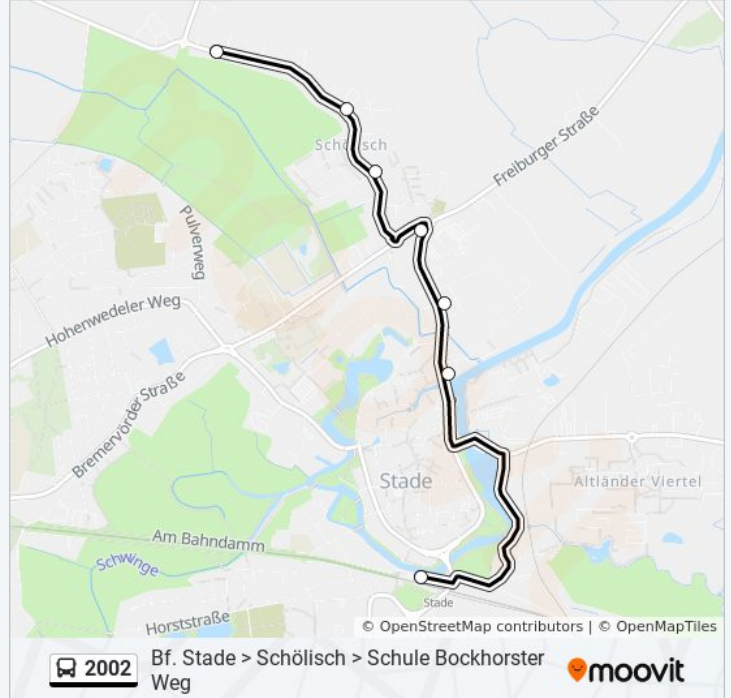 Schölisch
Freiburger Straße
Pulverweg
Hohenwedeler Weg
Bremervörder Straße
Stade
Altländer Viertel
Am Bahndamm
Schwinge
Stade
Horststraße
© OpenStreetMap contributors | © OpenMapTiles
2002
Bf. Stade > Schölisch > Schule Bockhorster
Weg
moovit